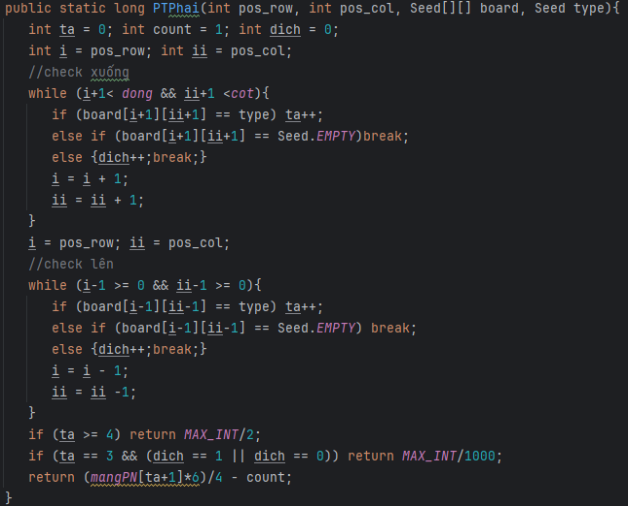 public static long PTPhai(int pos_row, int pos_col, Seed[][] board, Seed type){
int ta = 0; int count = 1; int dich = 0;
int i = pos_row; int ii = pos_col;
//check xuống
while (i+1< dong && ii+1 <cot){
if (board[i+1][ii+1] == type) ta++;
else if (board[i+1][ii+1] == Seed.EMPTY)break;
else {dich++;break;}
i = i + 1;
ii = ii + 1;
}
i = pos_row; ii = pos_col;
//check lên
while (i-1 >= 0 && ii-1 >= 0){
if (board[i-1][ii-1] == type) ta++;
else if (board[i-1][ii-1] == Seed.EMPTY) break;
else {dich++;break;}
i = i - 1;
ii = ii -1;
}
if (ta >= 4) return MAX_INT/2;
if (ta == 3 && (dich == 1 || dich == 0)) return MAX_INT/1000;
return (mangPN[ta+1]*6)/4 - count;
}